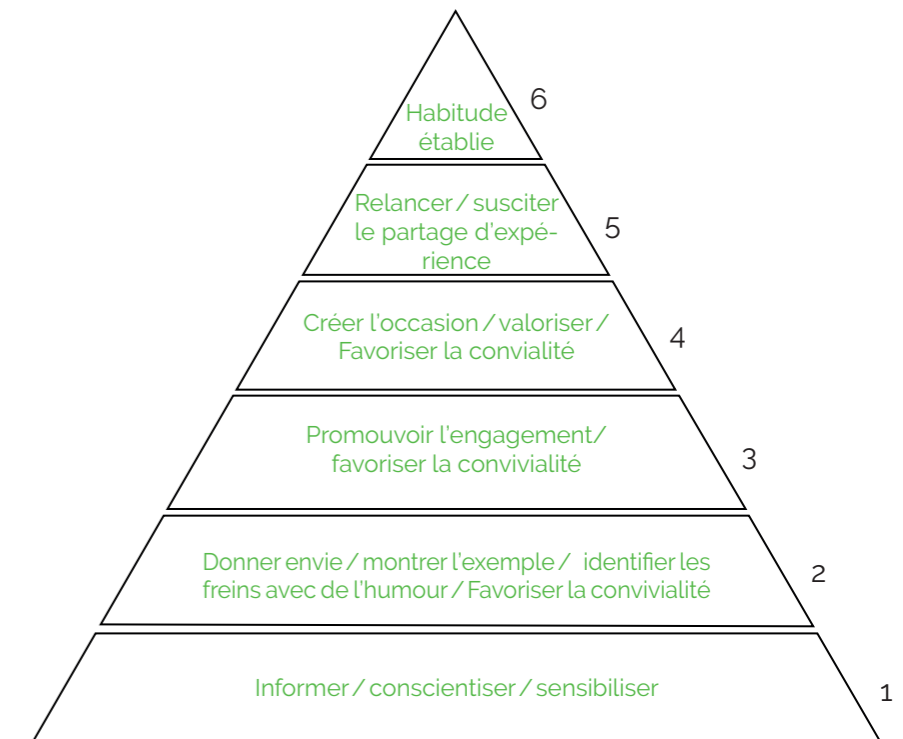 6
Habitude
établie
Relancer / susciter
le partage d'expé-
rience
5
Créer l'occasion / valoriser /
Favoriser la convialité
4
Promouvoir l'engagement/
favoriser la convivialité
3
Donner envie / montrer l'exemple / identifier les
freins avec de l'humour / Favoriser la convivialité
2
Informer / conscientiser / sensibiliser
1